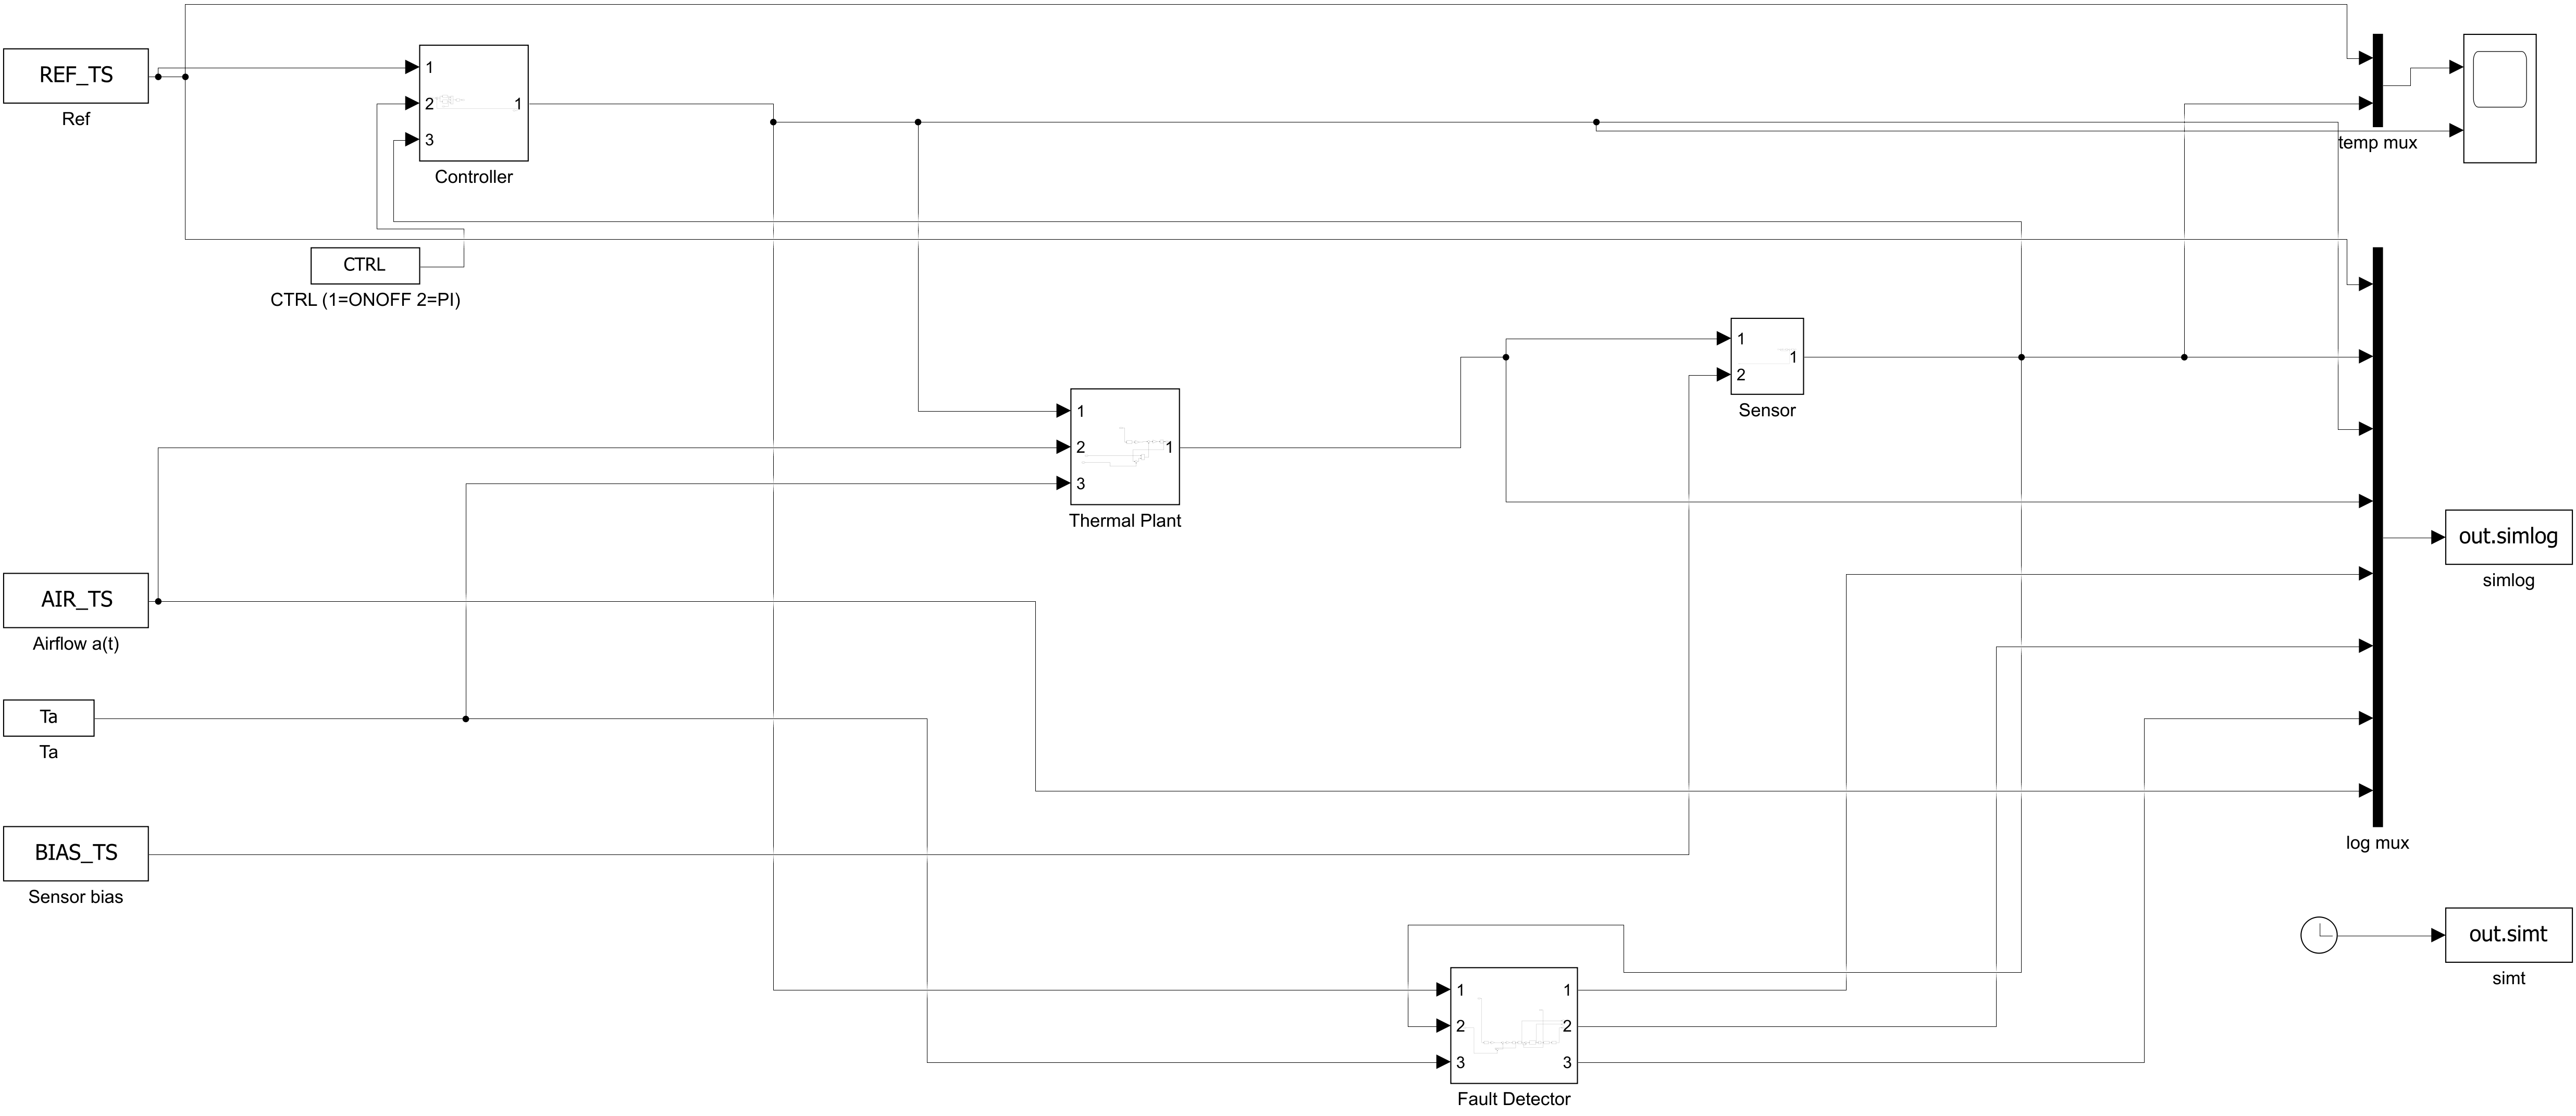 REF_TS
Ref
1
2
3
1
Controller
temp mux
CTRL
CTRL (1=ONOFF 2=PI)
1
2
1
Sensor
1
2
3
1
Thermal Plant
out.simlog
simlog
AIR_TS
Airflow a(t)
Ta
Ta
BIAS_TS
Sensor bias
log mux
out.simt
simt
1
2
3
1
2
3
Fault Detector